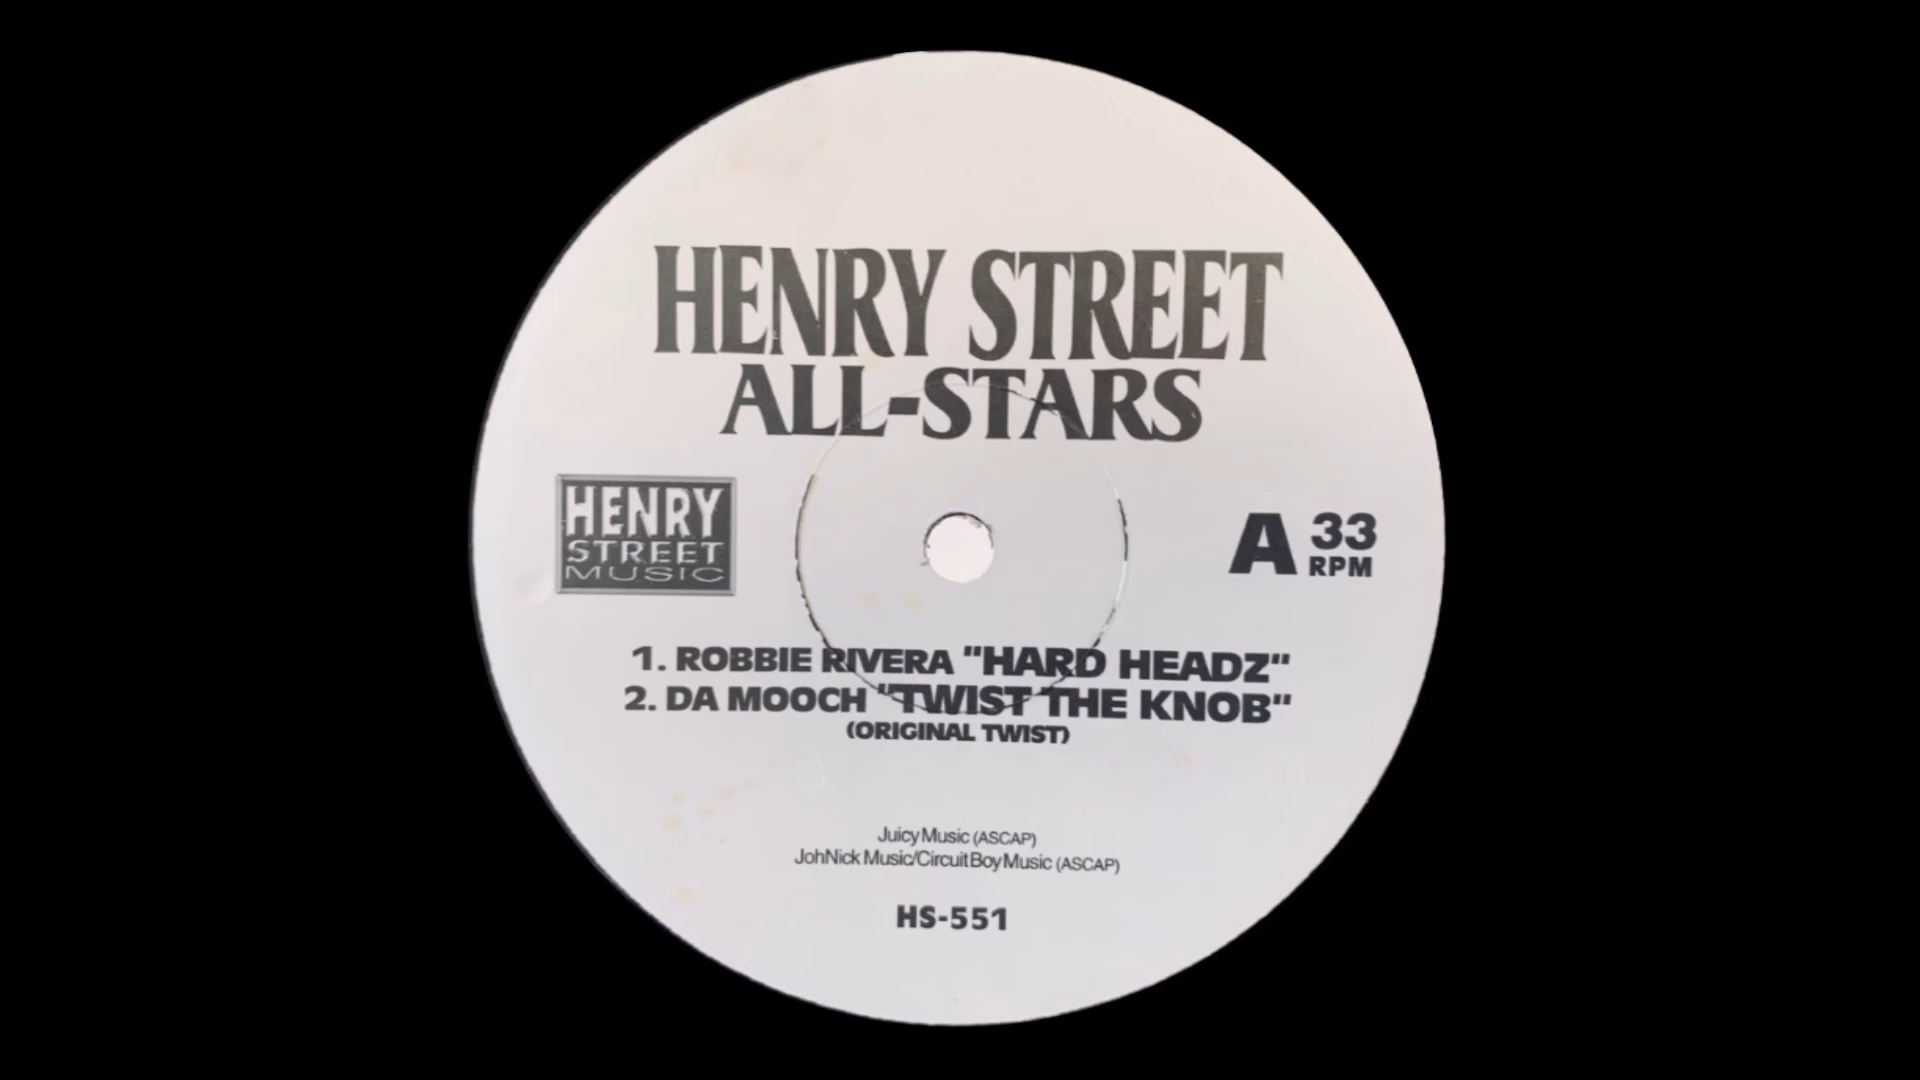 HENRY STREET
ALL-STARS
HENRY
STREET
MUSIC
A 33
RPM
1. ROBBIE RIVERA "HARD HEADZ"
2. DA MOOCH "TWIST THE KNOB"
(ORIGINAL TWIST)
Juicy Music (ASCAP)
JohNick Music/Circuit Boy Music (ASCAP)
HS-551